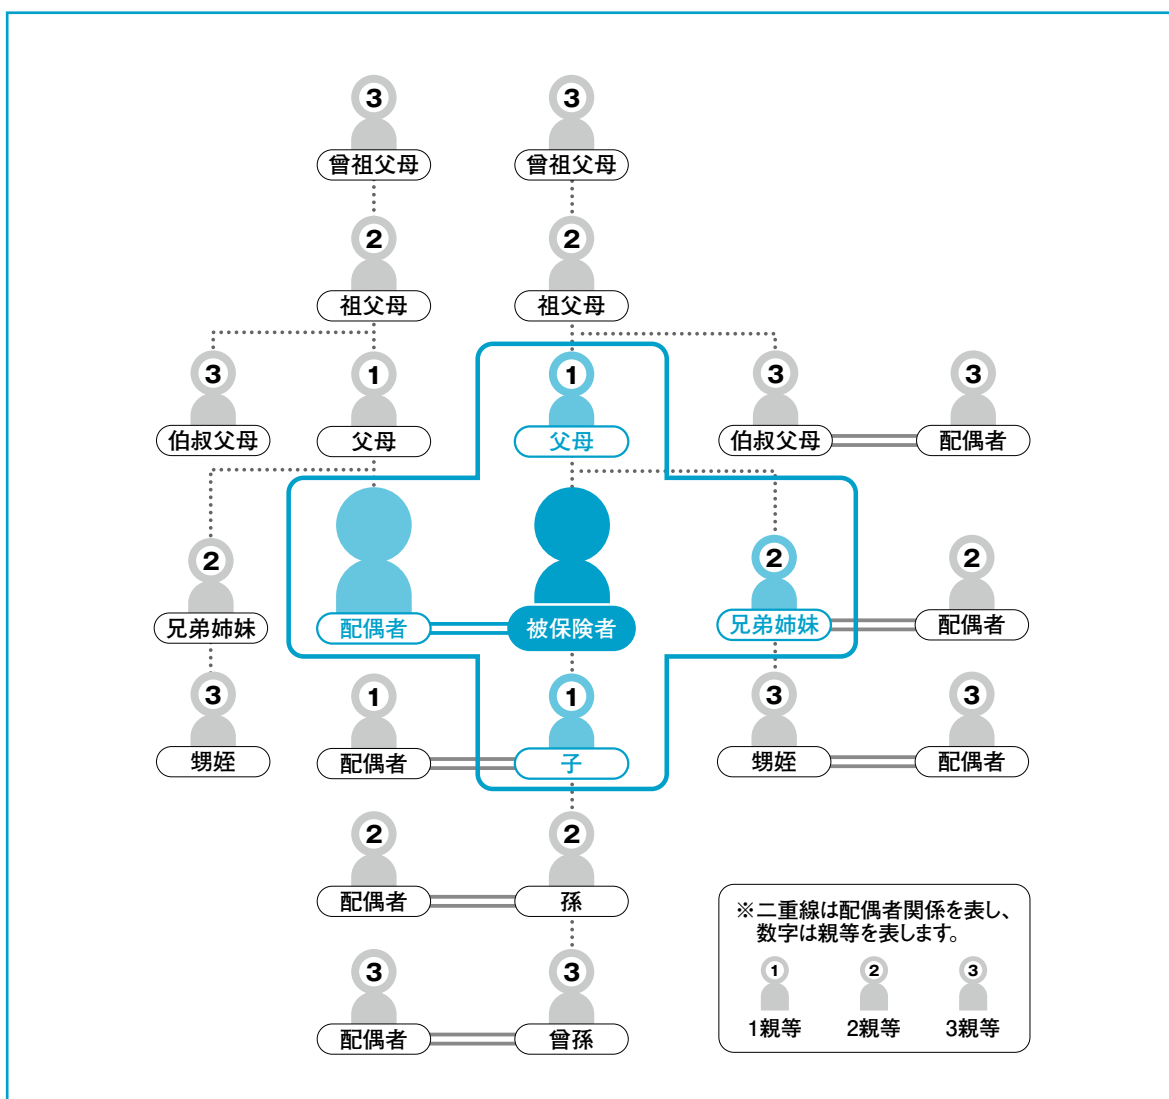 3
3
曾祖父母
曾祖父母
2
2
祖父母
祖父母
3
1
1
3
3
伯叔父母
父母
父母
伯叔父母
配偶者
2
2
2
兄弟姉妹
配偶者
被保険者
兄弟姉妹
配偶者
3
1
1
3
3
甥姪
配偶者
子
甥姪
配偶者
2
2
配偶者
孫
3
3
配偶者
曾孫
※二重線は配偶者関係を表し、
数字は親等を表します。
1
2
3
1親等
2親等
3親等